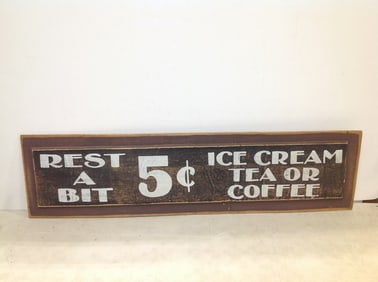 REST
A
BIT
5¢
ICE CREAM
TEA OR
COFFEE